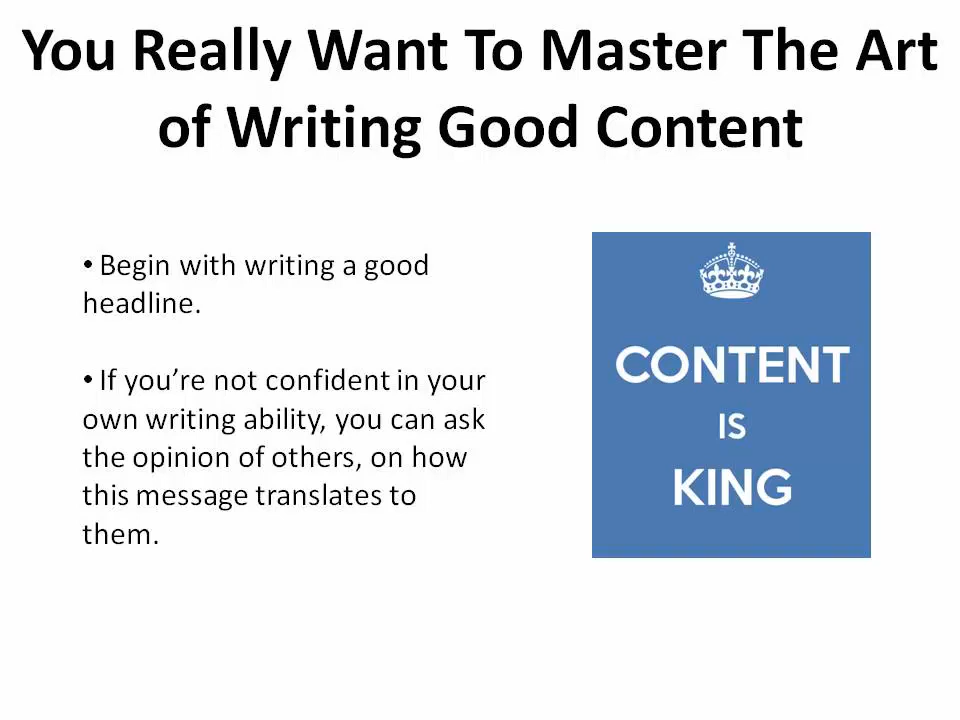 You Really Want To Master The Art
of Writing Good Content
• Begin with writing a good
headline.
• If you’re not confident in your
own writing ability, you can ask
the opinion of others, on how
this message translates to
them.
CONTENT
IS
KING